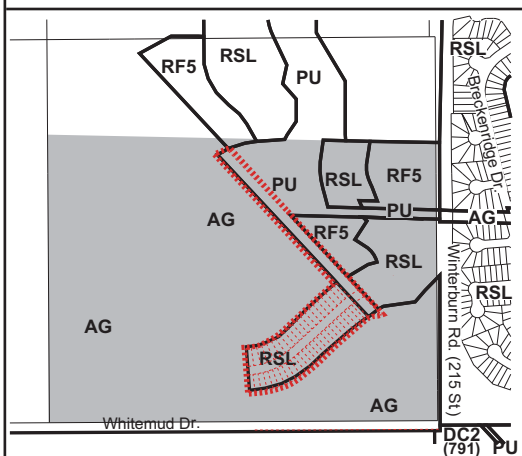 RSL
RSL
RF5
PU
Breckenridge Dr.
RSL
RF5
PU
AG
PU
AG
RF5
RSL
Winterburn Rd. (215 St)
RSL
AG
RSL
AG
Whitemud Dr.
DC2
(791)
PU